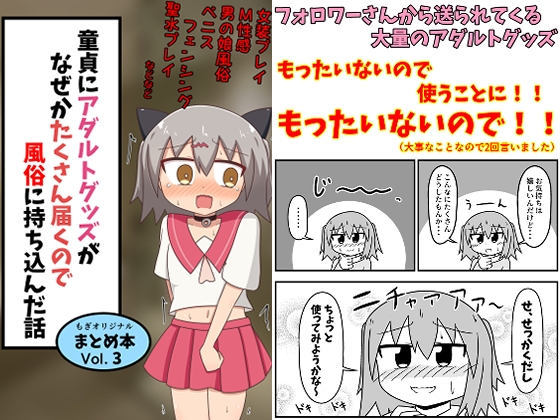 童貞にアダルトグッズが
なぜかたくさん届くので
風俗に持ち込んだ話
もぎオリジナル
まとめ本
Vol. 3
女装プレイ
M性感
男の娘風俗
ペニス
フェンシング
聖水プレイ
などなど
フォロワーさんから送られてくる
大量のアダルトグッズ
もったいないので
使うことに！！
もったいないので！！
(大事なことなので2回言いました)
お気持ちは
嬉しいんだけど・・・
うーん
こんなにたくさん
どうしたもんか・・・
じ〜〜、
・・・・・・
せ、せっかくだし
ニチャアアァ〜
ちょっと
使ってみようかな〜
ドキ
ドキ
ドキ
ドキ